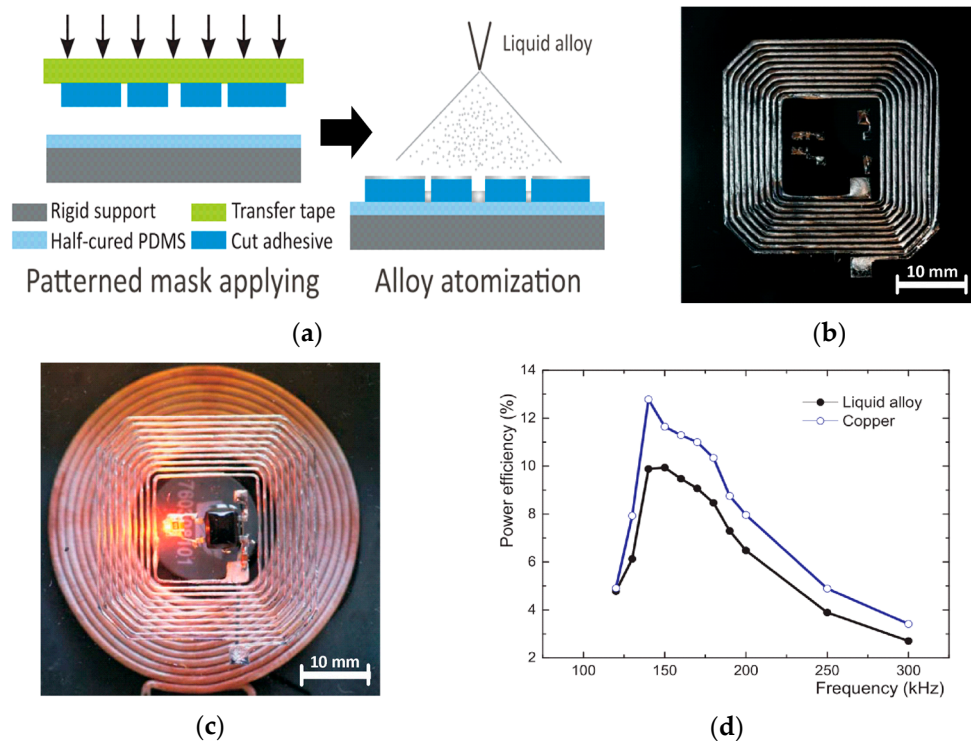 Liquid alloy
Rigid support
Transfer tape
Half-cured PDMS
Cut adhesive
Patterned mask applying
Alloy atomization
(a)
10 mm
(b)
10 mm
(c)
14
12
10
8
6
4
2
Power efficiency (%)
Liquid alloy
Copper
100
150
200
250
300
Frequency (kHz)
(d)